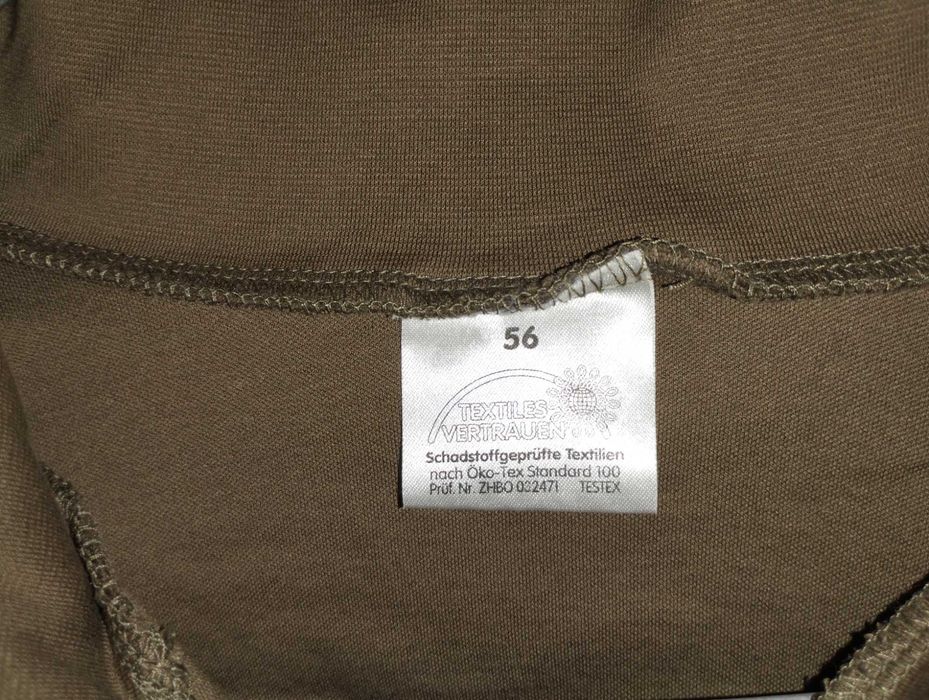 56
TEXTILES
VERTRAUEN
Schadstoffgeprüfte Textilien
nach Öko-Tex Standard 100
Prüf. Nr. ZHBO 032471 TESTEX